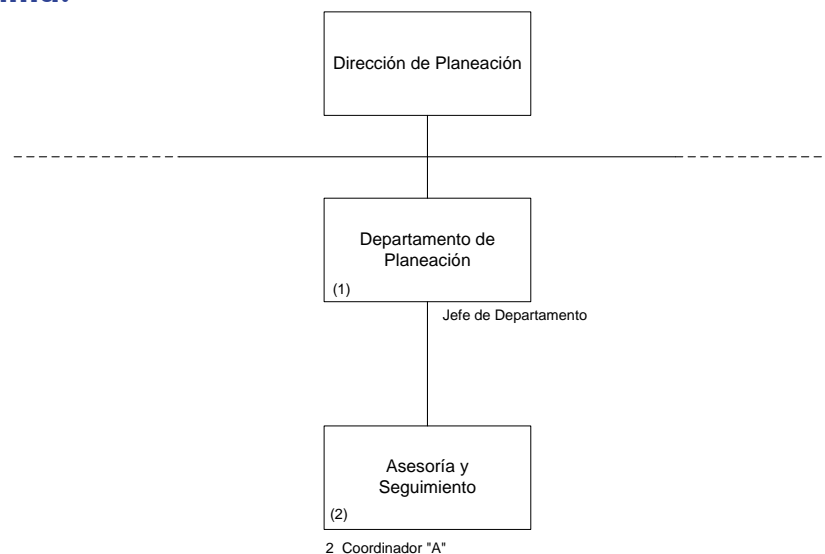 Dirección de Planeación
Departamento de
Planeación
(1)
Jefe de Departamento
Asesoría y
Seguimiento
(2)
2 Coordinador "A"